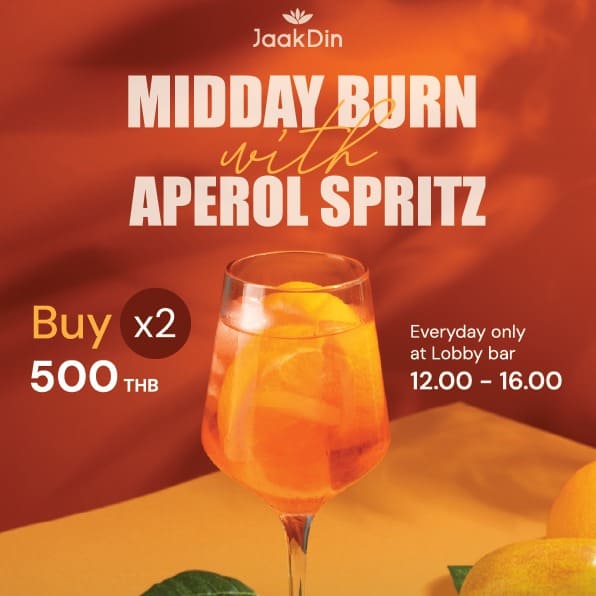 JaakDin
MIDDAY BURN
with
APEROL SPRITZ
Buy x2
500 THB
Everyday only
at Lobby bar
12.00 - 16.00